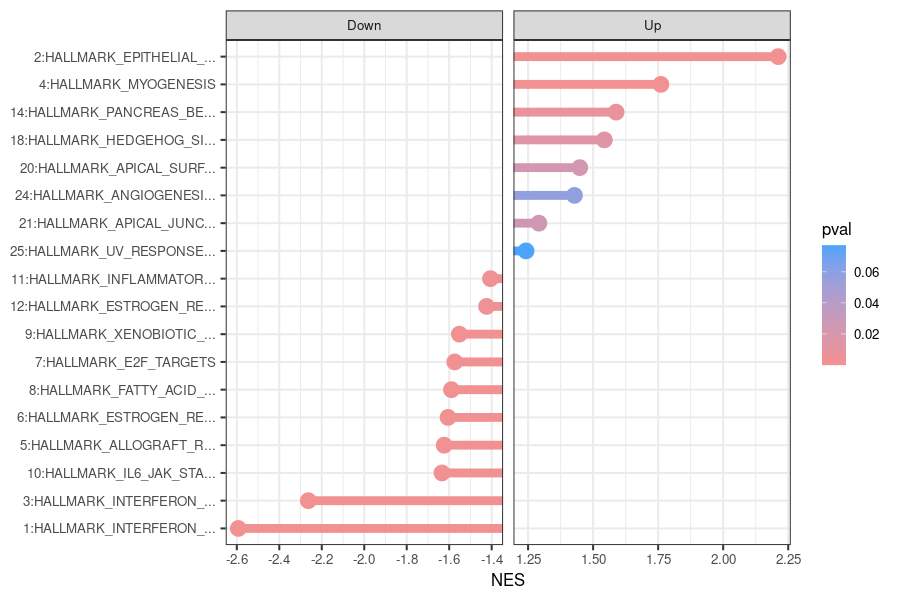 Down
Up
2:HALLMARK_EPITHELIAL_...
4:HALLMARK_MYOGENESIS
14:HALLMARK_PANCREAS_BE...
18:HALLMARK_HEDGEHOG_SI...
20:HALLMARK_APICAL_SURF...
24:HALLMARK_ANGIOGENESI...
21:HALLMARK_APICAL_JUNC...
25:HALLMARK_UV_RESPONSE...
11:HALLMARK_INFLAMMATOR...
12:HALLMARK_ESTROGEN_RE...
9:HALLMARK_XENOBIOTIC_...
7:HALLMARK_E2F_TARGETS
8:HALLMARK_FATTY_ACID_...
6:HALLMARK_ESTROGEN_RE...
5:HALLMARK_ALLOGRAFT_R...
10:HALLMARK_IL6_JAK_STA...
3:HALLMARK_INTERFERON_...
1:HALLMARK_INTERFERON_...
-2.6 -2.4 -2.2 -2.0 -1.8 -1.6 -1.4
1.25 1.50 1.75 2.00 2.25
NES
pval
0.06
0.04
0.02